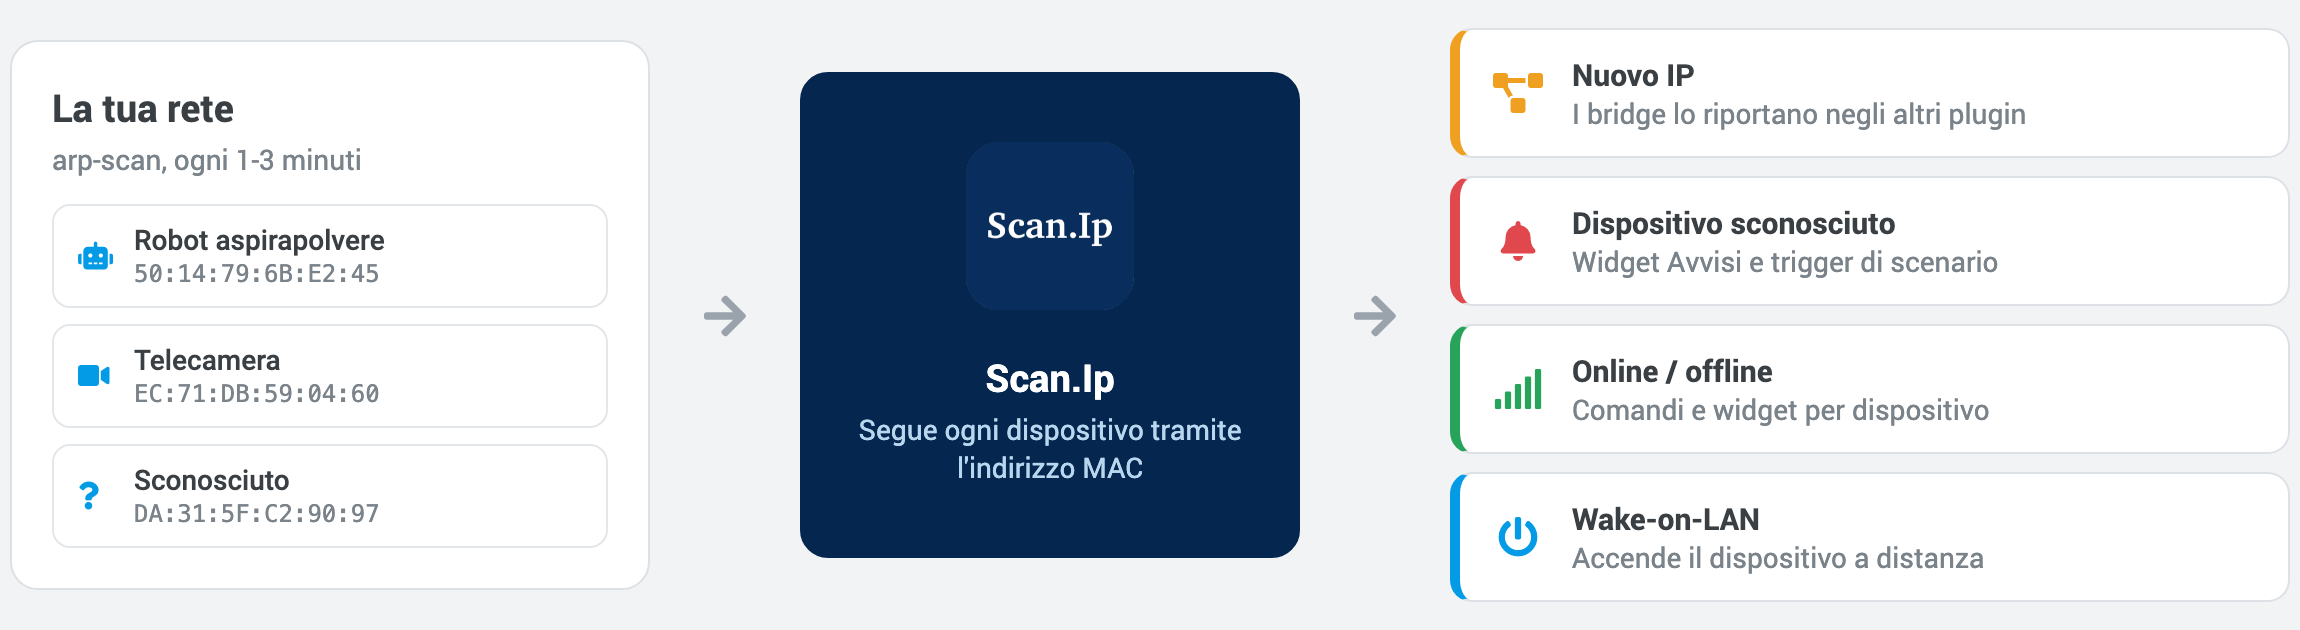 La tua rete
arp-scan, ogni 1-3 minuti
Robot aspirapolvere
50:14:79:6B:E2:45
Telecamera
EC:71:DB:59:04:60
?
Sconosciuto
DA:31:5F:C2:90:97
Scan.Ip
Scan.Ip
Segue ogni dispositivo tramite
l'indirizzo MAC
Nuovo IP
I bridge lo riportano negli altri plugin
Dispositivo sconosciuto
Widget Avvisi e trigger di scenario
Online / offline
Comandi e widget per dispositivo
Wake-on-LAN
Accende il dispositivo a distanza